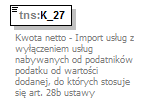 tns:K_27
Kwota netto - Import usług z
wyłączeniem usług
nabywanych od podatników
podatku od wartości
dodanej, do których stosuje
się art. 28b ustawy